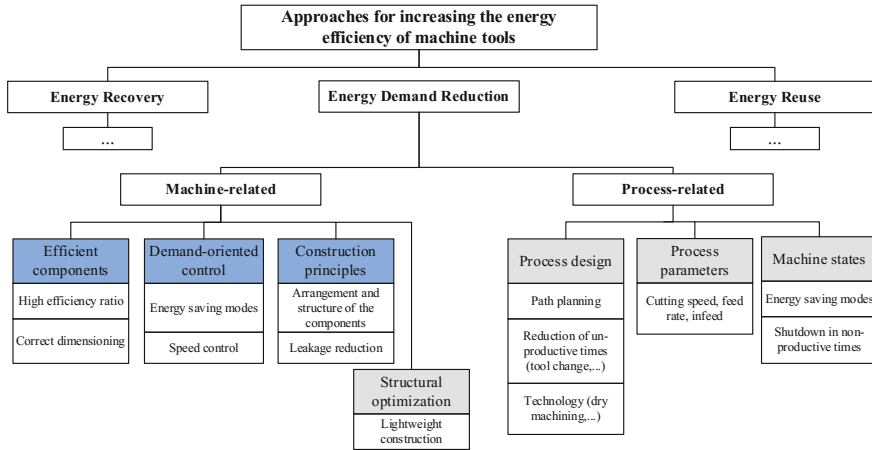 Approaches for increasing the energy
efficiency of machine tools
Energy Recovery
...
Energy Demand Reduction
Energy Reuse
...
Machine-related
Efficient
components
High efficiency ratio
Correct dimensioning
Demand-oriented
control
Energy saving modes
Speed control
Construction
principles
Arrangement and
structure of the
components
Leakage reduction
Structural
optimization
Lightweight
construction
Process-related
Process design
Path planning
Reduction of un-
productive times
(tool change,...)
Technology (dry
machining,...)
Process
parameters
Cutting speed, feed
rate, infeed
Machine states
Energy saving modes
Shutdown in non-
productive times